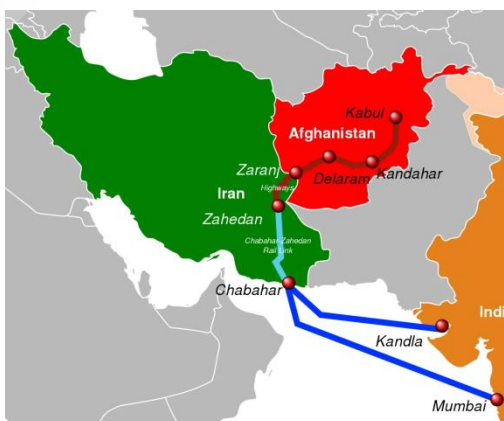 Kabul
Afghanistan
Zaranj
Delaram
Kandahar
Iran
Highways
Zahedan
Chabahar-Zahedan
Rail Link
Chabahar
Indi
Kandla
Mumbai